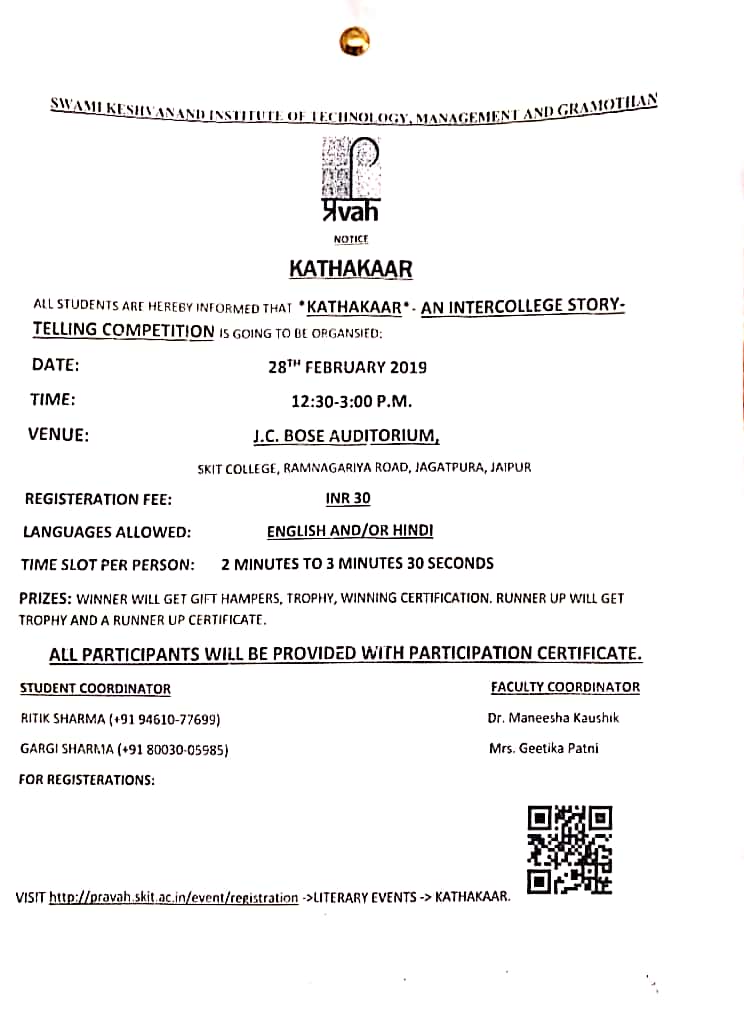 SWAMI KESHVANAND INSTITUTE OF TECHNOLOGY, MANAGEMENT AND GRAMOTHAN
प्रvah
NOTICE
KATHAKAAR
ALL STUDENTS ARE HEREBY INFORMED THAT *KATHAKAAR*- AN INTERCOLLEGE STORY-
TELLING COMPETITION IS GOING TO BE ORGANSIED:
DATE: 28TH FEBRUARY 2019
TIME: 12:30-3:00 P.M.
VENUE: J.C. BOSE AUDITORIUM,
SKIT COLLEGE, RAMNAGARIYA ROAD, JAGATPURA, JAIPUR
REGISTERATION FEE: INR 30
LANGUAGES ALLOWED: ENGLISH AND/OR HINDI
TIME SLOT PER PERSON: 2 MINUTES TO 3 MINUTES 30 SECONDS
PRIZES: WINNER WILL GET GIFT HAMPERS, TROPHY, WINNING CERTIFICATION. RUNNER UP WILL GET
TROPHY AND A RUNNER UP CERTIFICATE.
ALL PARTICIPANTS WILL BE PROVIDED WITH PARTICIPATION CERTIFICATE.
STUDENT COORDINATOR FACULTY COORDINATOR
RITIK SHARMA (+91 94610-77699) Dr. Maneesha Kaushik
GARGI SHARMA (+91 80030-05985) Mrs. Geetika Patni
FOR REGISTERATIONS:
VISIT http://pravah.skit.ac.in/event/registration ->LITERARY EVENTS -> KATHAKAAR.